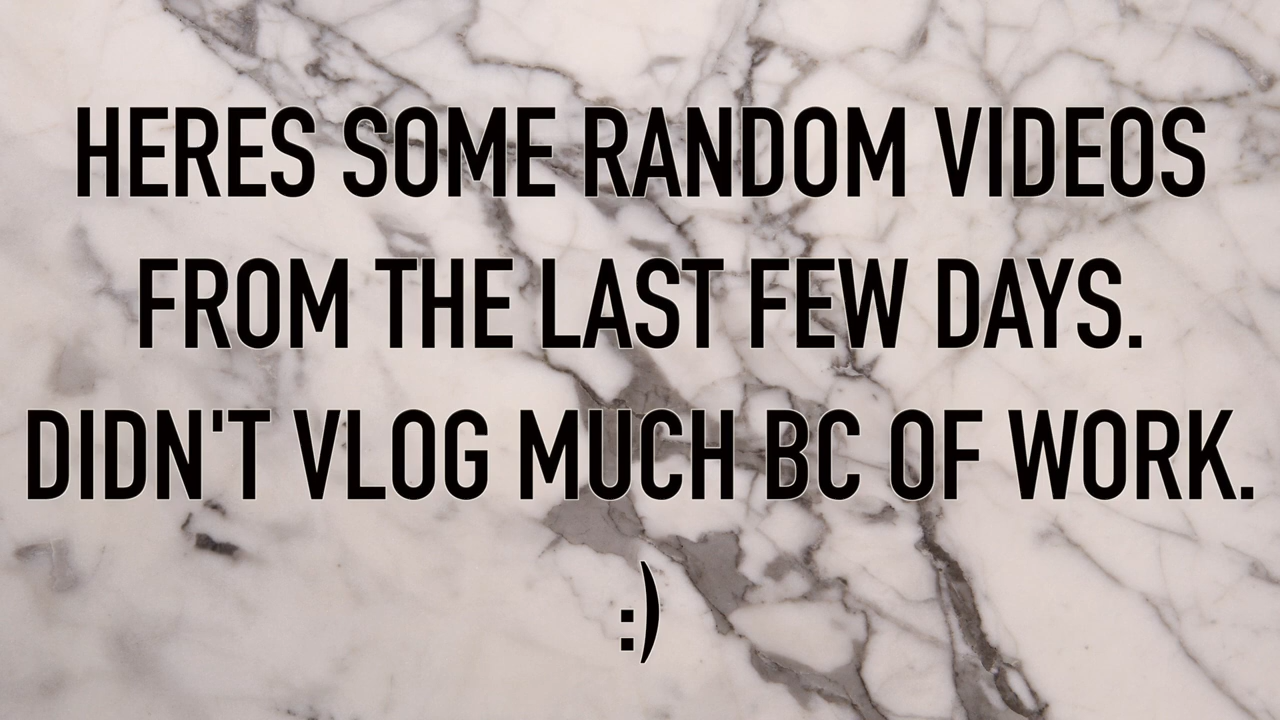 HERES SOME RANDOM VIDEOS
FROM THE LAST FEW DAYS.
DIDN'T VLOG MUCH BC OF WORK.
:)